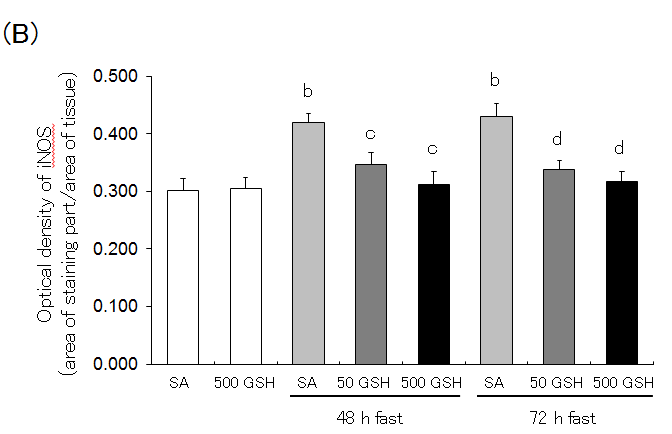 (B)
Optical density of iNOS
(area of staining part/area of tissue)
0.500
0.400
0.300
0.200
0.100
0.000
b
c
c
b
d
d
SA
500 GSH
SA
50 GSH
500 GSH
SA
50 GSH
500 GSH
48 h fast
72 h fast